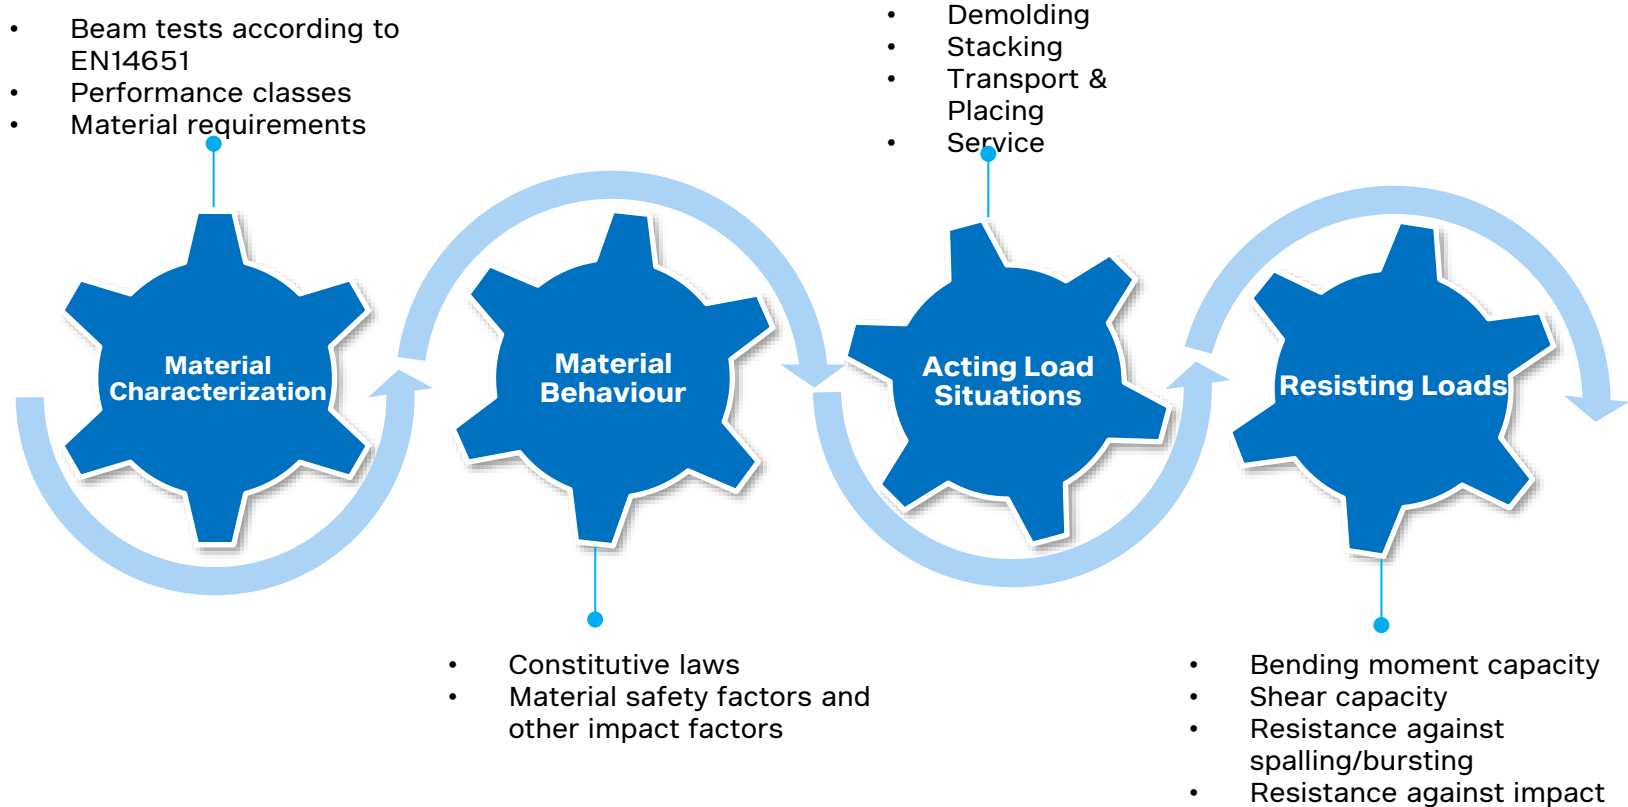 • Beam tests according to
EN14651
• Performance classes
• Material requirements
• Demolding
• Stacking
• Transport &
Placing
• Service
Material
Characterization
Material
Behaviour
Acting Load
Situations
Resisting Loads
• Constitutive laws
• Material safety factors and
other impact factors
• Bending moment capacity
• Shear capacity
• Resistance against
spalling/bursting
• Resistance against impact